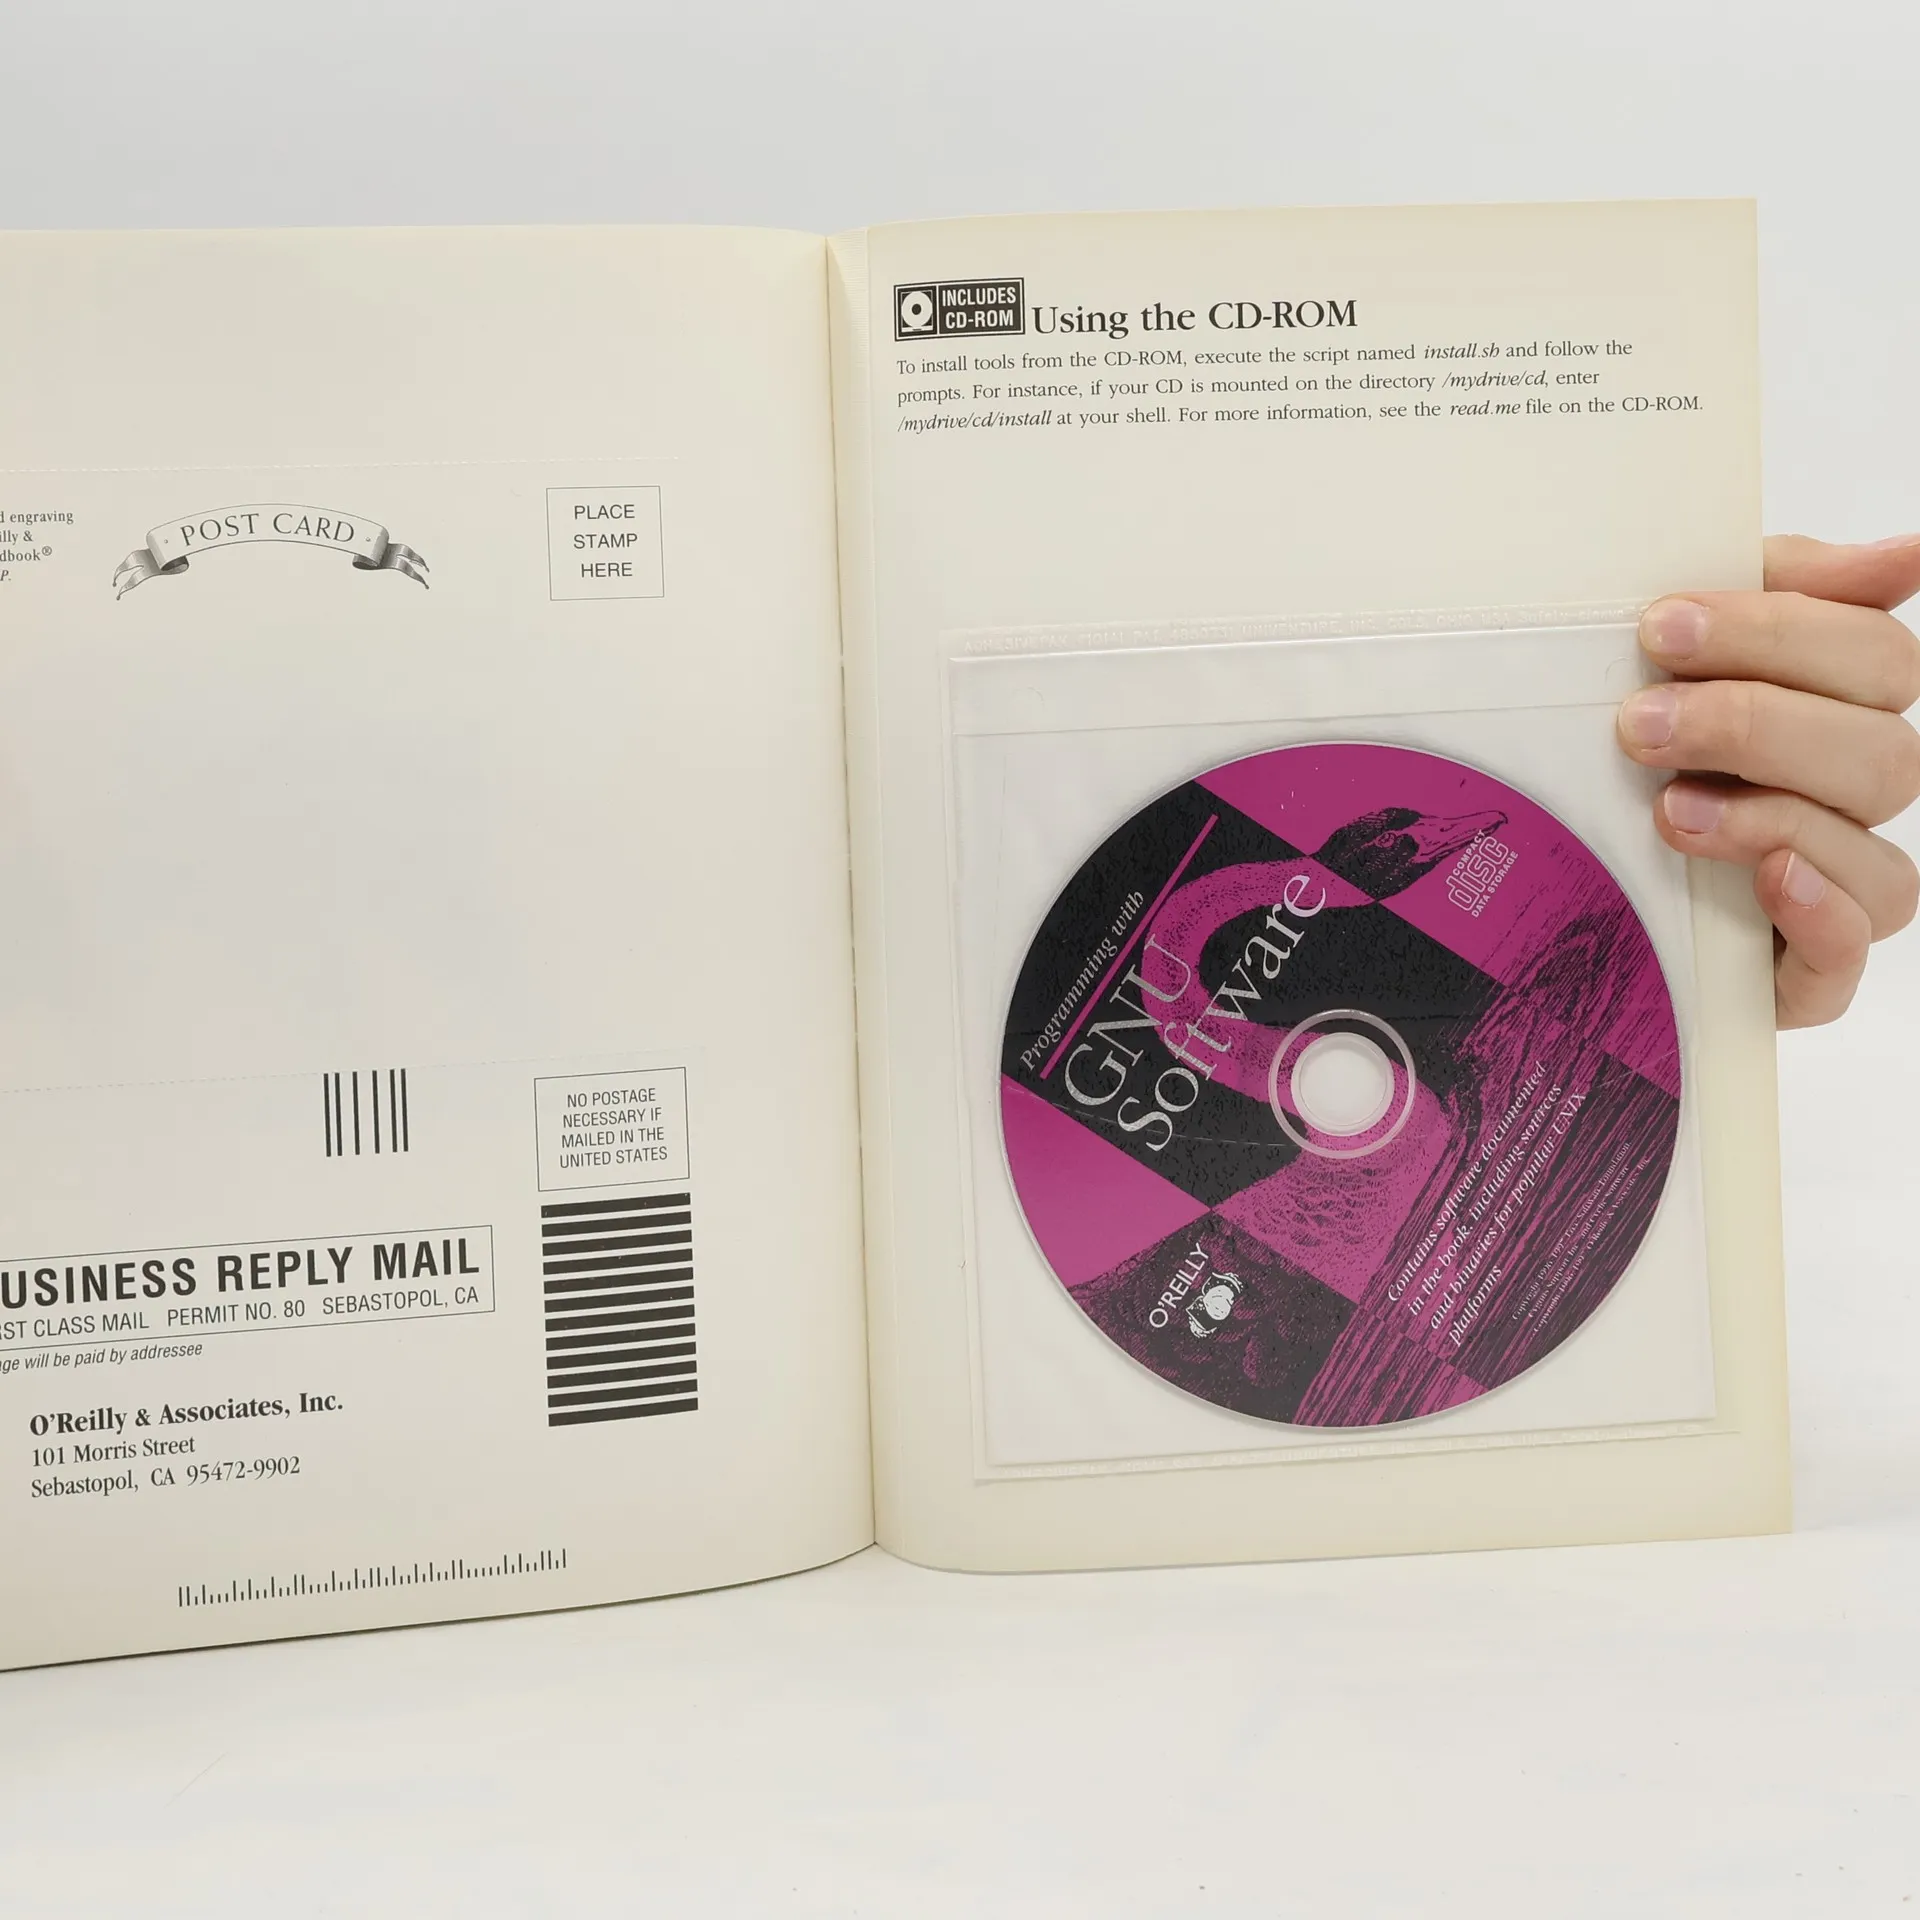 d engraving
illy &
dbook®
P.
POST CARD
PLACE
STAMP
HERE
NO POSTAGE
NECESSARY IF
MAILED IN THE
UNITED STATES
USINESS REPLY MAIL
RST CLASS MAIL PERMIT NO. 80 SEBASTOPOL, CA
ge will be paid by addressee
O'Reilly & Associates, Inc.
101 Morris Street
Sebastopol, CA 95472-9902
INCLUDES
CD-ROM
Using the CD-ROM
To install tools from the CD-ROM, execute the script named install.sh and follow the
prompts. For instance, if your CD is mounted on the directory /mydrive/cd, enter
/mydrive/cd/install at your shell. For more information, see the read.me file on the CD-ROM.
UNIVENTURE, INC. COLS. OHIO USA
Programming with
GNU
Software
COMPACT
disc
DATA STORAGE
O'REILLY
Contains software documented
in the book, including sources
and binaries for popular UNIX
platforms